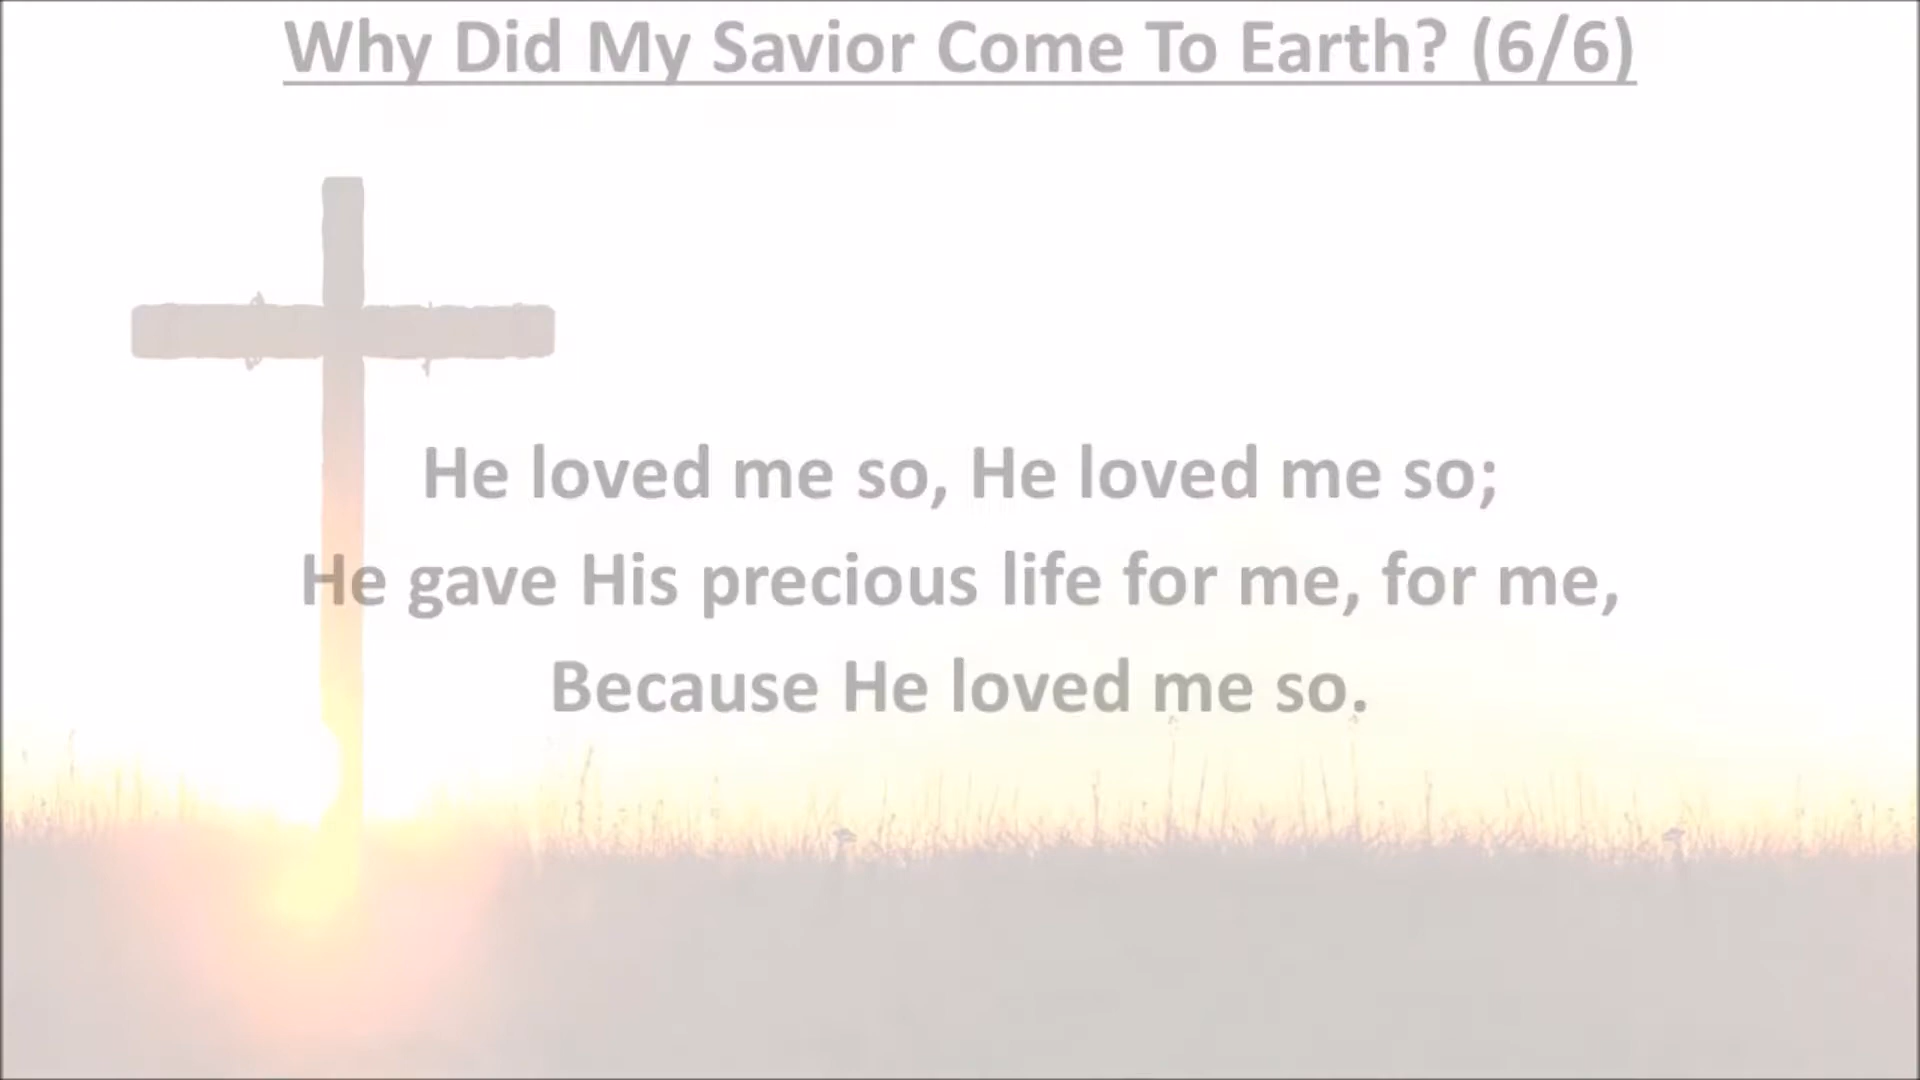 Why Did My Savior Come To Earth? (6/6)
He loved me so, He loved me so;
He gave His precious life for me, for me,
Because He loved me so.